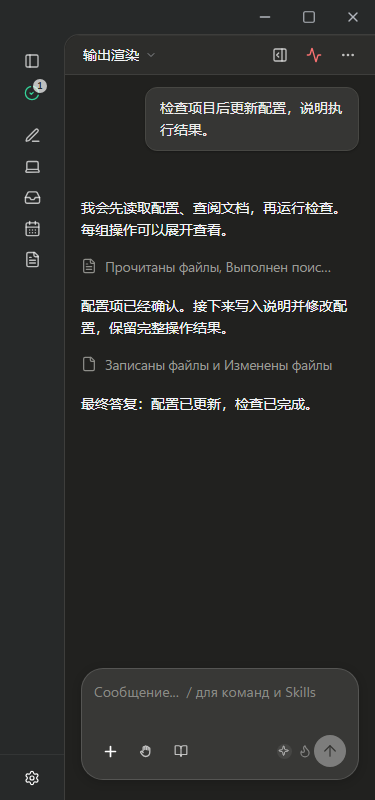 输出渲染
1
检查项目后更新配置，说明执
行结果。
我会先读取配置、查阅文档，再运行检查。
每组操作可以展开查看。
Прочитаны файлы, Выполнен поис...
配置项已经确认。接下来写入说明并修改配
置，保留完整操作结果。
Записаны файлы и Изменены файлы
最终答复：配置已更新，检查已完成。
Сообщение... / для команд и Skills